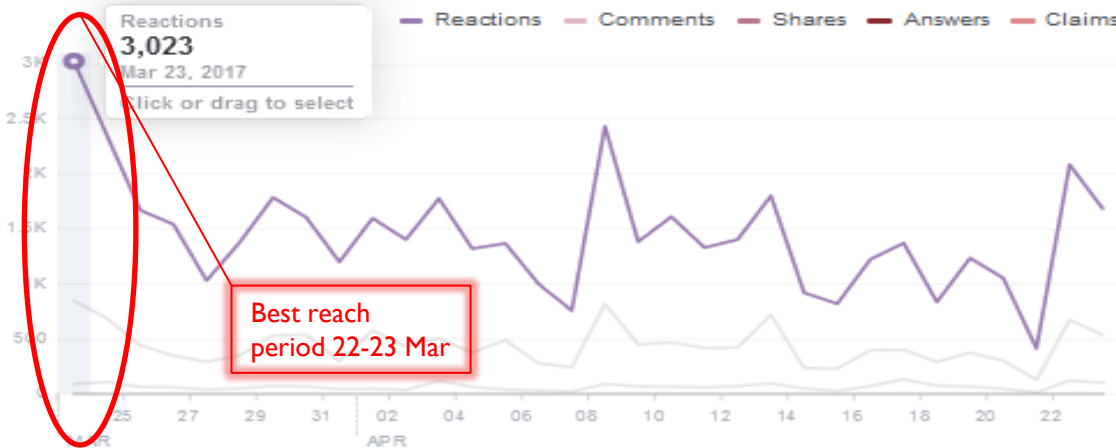 Reactions
3,023
Mar 23, 2017
Click or drag to select
Reactions Comments Shares Answers Claims
3K
2.5K
2K
1.5K
1K
500
0
Best reach
period 22-23 Mar
25 27 29 31 02 04 06 08 10 12 14 16 18 20 22
MAR APR